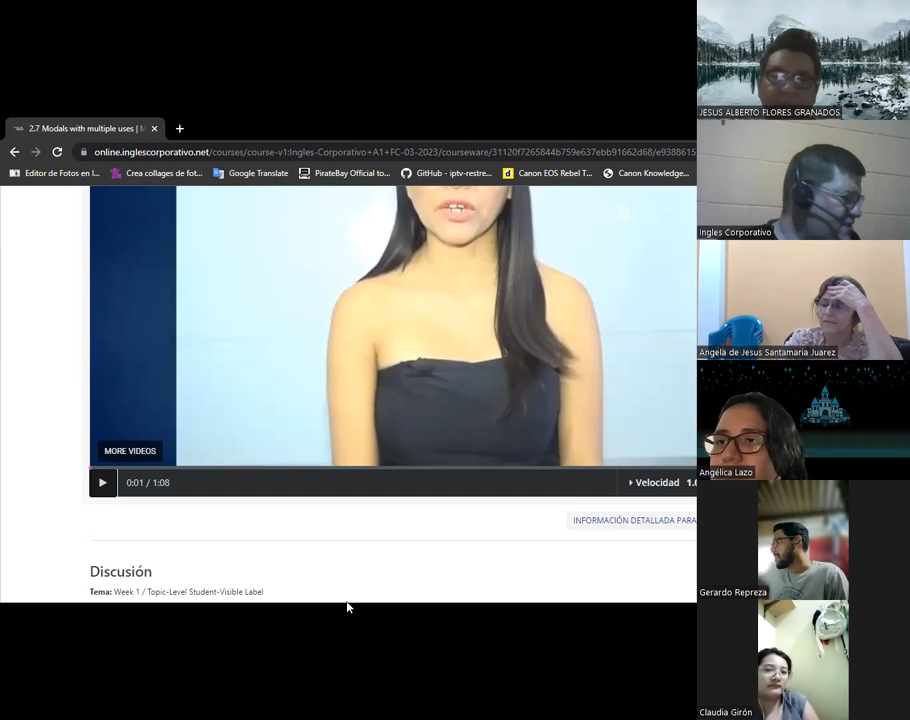 2.7 Modals with multiple uses |
online.inglescorporativo.net/courses/course-v1:Ingles-Corporativo+A1+FC-03-2023/courseware/31120f7265844b759e637ebb91662d68/e9388615
Editor de Fotos en l... Crea collages de fot... Google Translate PirateBay Official to... GitHub - iptv-restre... Canon EOS Rebel T... Canon Knowledge...
MORE VIDEOS
0:01 / 1:08 Velocidad 1.0
INFORMACIÓN DETALLADA PARA
Discusión
Tema: Week 1 / Topic-Level Student-Visible Label
JESUS ALBERTO FLORES GRANADOS
Ingles Corporativo
Angela de Jesus Santamaria Juarez
Angélica Lazo
Gerardo Repreza
Claudia Girón